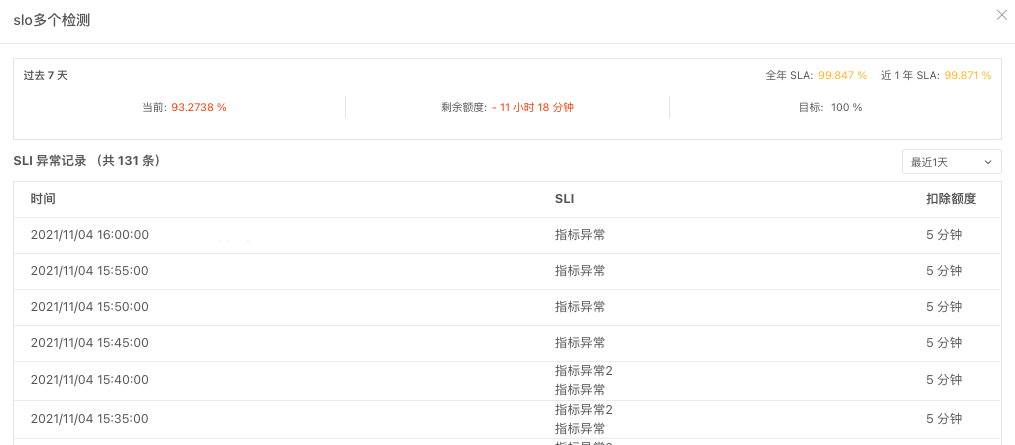 slo多个检测
过去 7 天
全年 SLA: 99.847 % 近 1 年 SLA: 99.871 %
当前: 93.2738 % 剩余额度: - 11 小时 18 分钟 目标: 100 %
SLI 异常记录 （共 131 条） 最近1天
时间 SLI 扣除额度
2021/11/04 16:00:00 指标异常 5 分钟
2021/11/04 15:55:00 指标异常 5 分钟
2021/11/04 15:50:00 指标异常 5 分钟
2021/11/04 15:45:00 指标异常 5 分钟
指标异常2
2021/11/04 15:40:00 5 分钟
指标异常
指标异常2
2021/11/04 15:35:00 5 分钟
指标异常